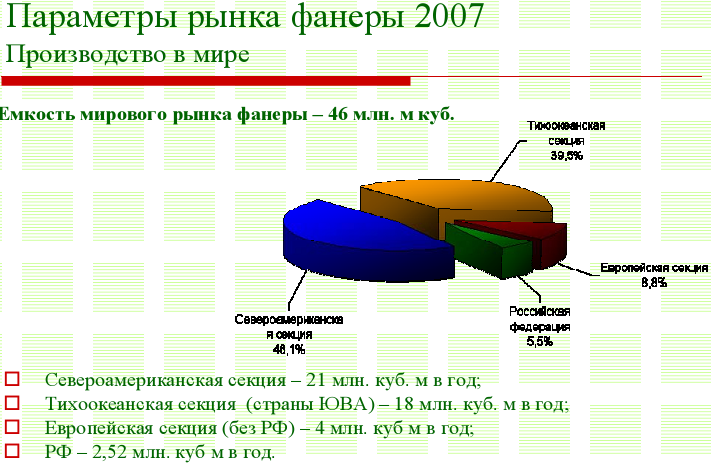 Параметры рынка фанеры 2007
Производство в мире
Емкость мирового рынка фанеры – 46 млн. м куб.
Тихоокеанская
секция
39,5%
Европейская секция
8,8%
Российская
федерация
5,5%
Североамериканска
я секция
46,1%
Североамериканская секция – 21 млн. куб. м в год;
Тихоокеанская секция (страны ЮВА) – 18 млн. куб. м в год;
Европейская секция (без РФ) – 4 млн. куб м в год;
РФ – 2,52 млн. куб м в год.